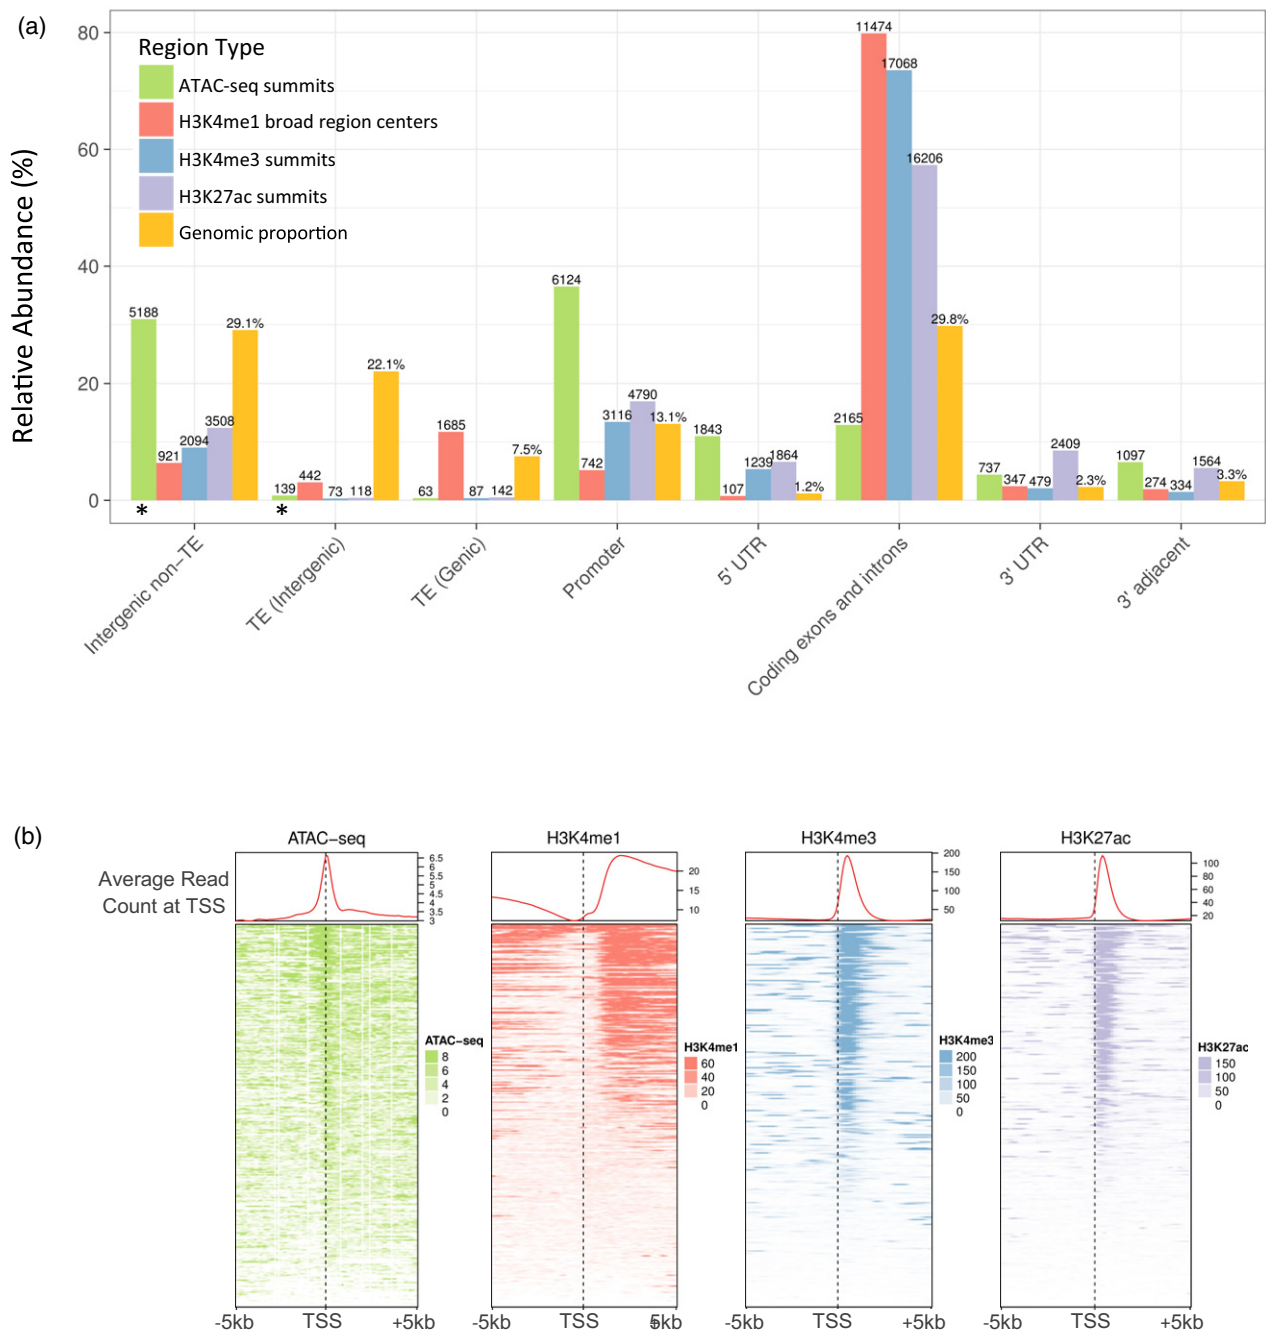 (a)
Relative Abundance (%)
80
60
40
20
0
Region Type
ATAC-seq summits
H3K4me1 broad region centers
H3K4me3 summits
H3K27ac summits
Genomic proportion
5188 921 2094 3508 29.1%
139 442 73 118 22.1%
63 1685 87 142 7.5%
6124 742 3116 4790 13.1%
1843 107 1239 1864 1.2%
2165 11474 17068 16206 29.8%
737 347 479 2409 2.3%
1097 274 334 1564 3.3%
* *
Intergenic non−TE
TE (Intergenic)
TE (Genic)
Promoter
5' UTR
Coding exons and introns
3' UTR
3' adjacent
(b)
Average Read
Count at TSS
ATAC−seq
6.5
5.5
5.5
4.5
4.5
3.5
3
ATAC−seq
8
6
4
2
0
-5kb TSS +5kb
H3K4me1
20
15
10
H3K4me1
60
40
20
0
-5kb TSS 5kb
H3K4me3
200
150
100
50
H3K4me3
200
150
100
50
0
-5kb TSS +5kb
H3K27ac
100
80
60
40
20
H3K27ac
150
100
50
0
-5kb TSS +5kb